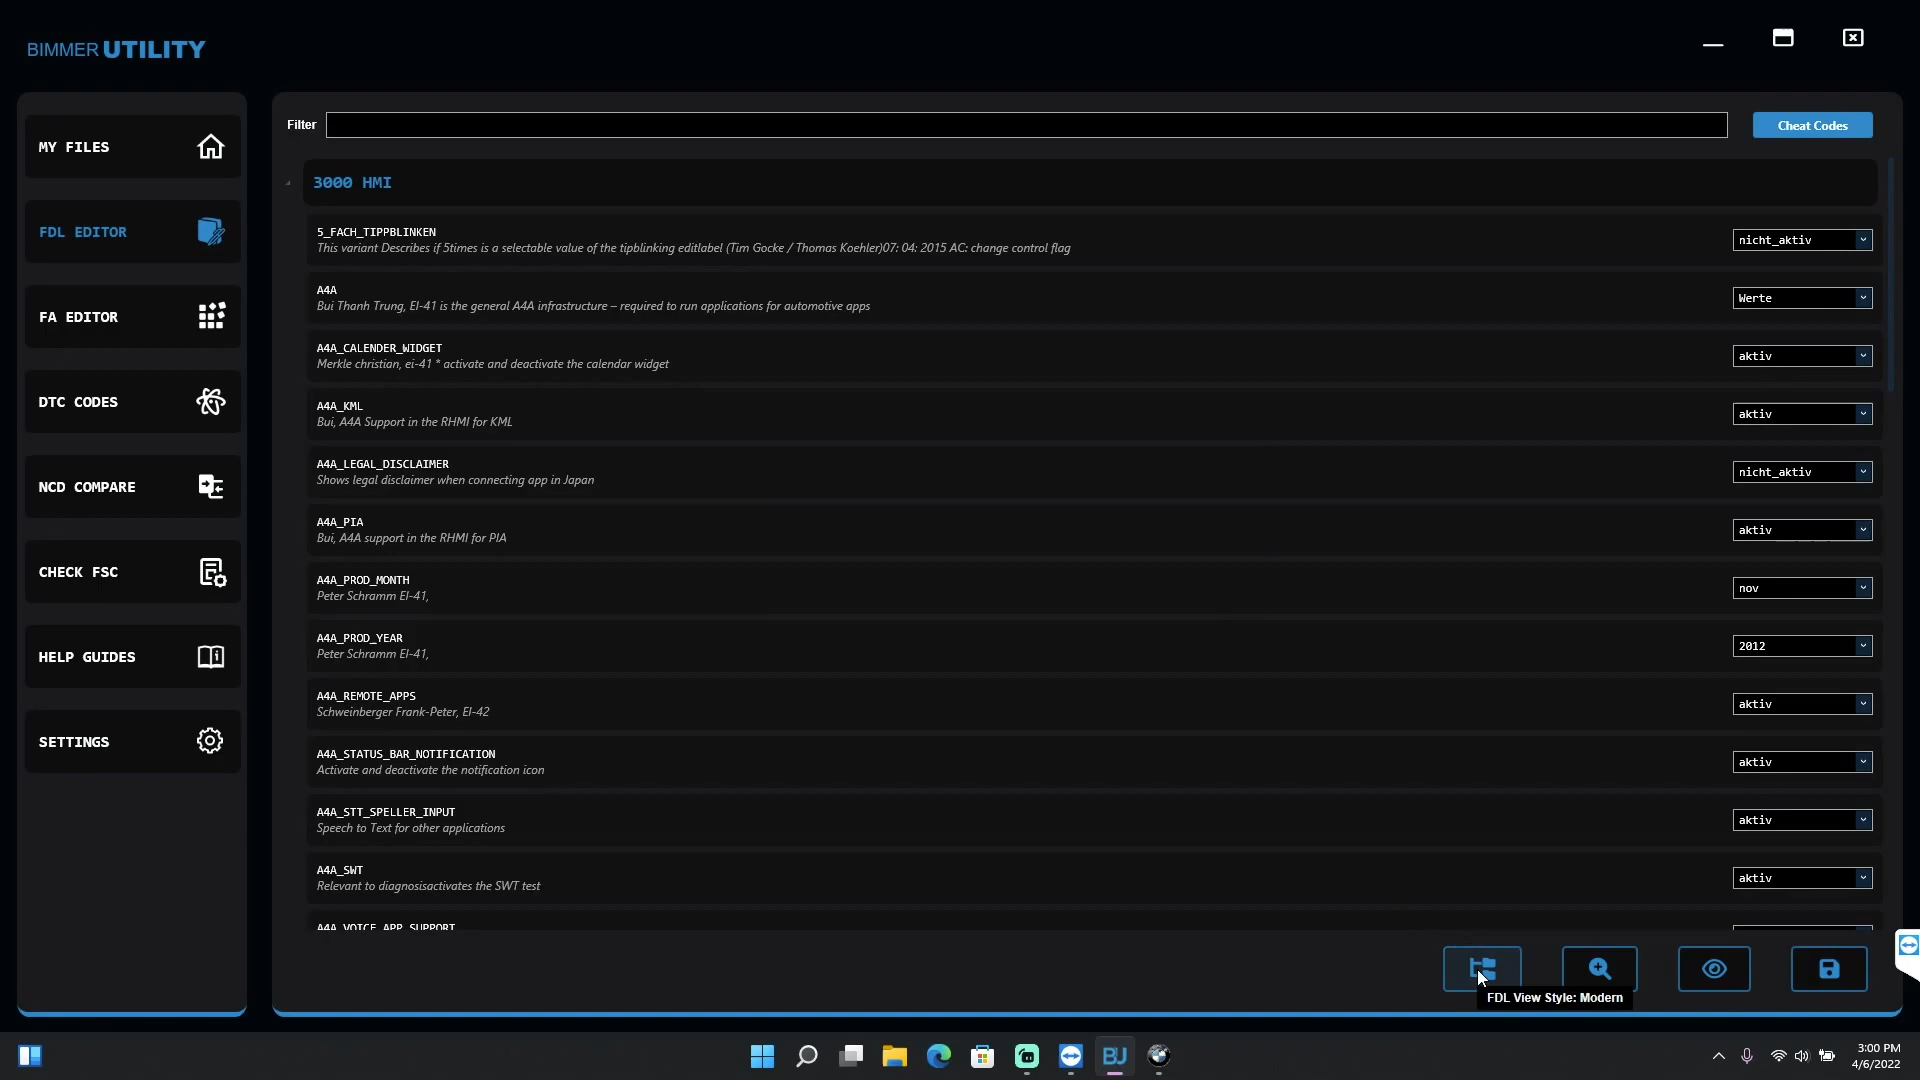 BIMMER UTILITY
MY FILES
FDL EDITOR
FA EDITOR
DTC CODES
NCD COMPARE
CHECK FSC
HELP GUIDES
SETTINGS
Filter
Cheat Codes
3000 HMI
5_FACH_TIPPBLINKEN
This variant Describes if 5times is a selectable value of the tipblinking editlabel (Tim Gocke / Thomas Koehler)07: 04: 2015 AC: change control flag
nicht_aktiv
A4A
Bui Thanh Trung, EI-41 is the general A4A infrastructure – required to run applications for automotive apps
Werte
A4A_CALENDER_WIDGET
Merkle christian, ei-41 * activate and deactivate the calendar widget
aktiv
A4A_KML
Bui, A4A Support in the RHMI for KML
aktiv
A4A_LEGAL_DISCLAIMER
Shows legal disclaimer when connecting app in Japan
nicht_aktiv
A4A_PIA
Bui, A4A support in the RHMI for PIA
aktiv
A4A_PROD_MONTH
Peter Schramm EI-41,
nov
A4A_PROD_YEAR
Peter Schramm EI-41,
2012
A4A_REMOTE_APPS
Schweinberger Frank-Peter, EI-42
aktiv
A4A_STATUS_BAR_NOTIFICATION
Activate and deactivate the notification icon
aktiv
A4A_STT_SPELLER_INPUT
Speech to Text for other applications
aktiv
A4A_SWT
Relevant to diagnosisactivates the SWT test
aktiv
A4A_VOICE_APP_SUPPORT
FDL View Style: Modern
BU
3:00 PM
4/6/2022